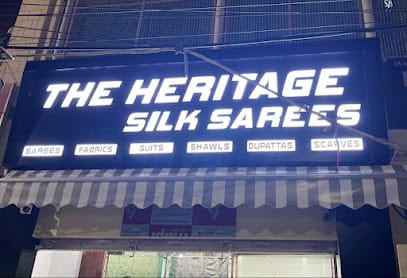 THE HERITAGE
SILK SAREES
SAREES FABRICS SUITS SHAWLS DUPATTAS SCARVES